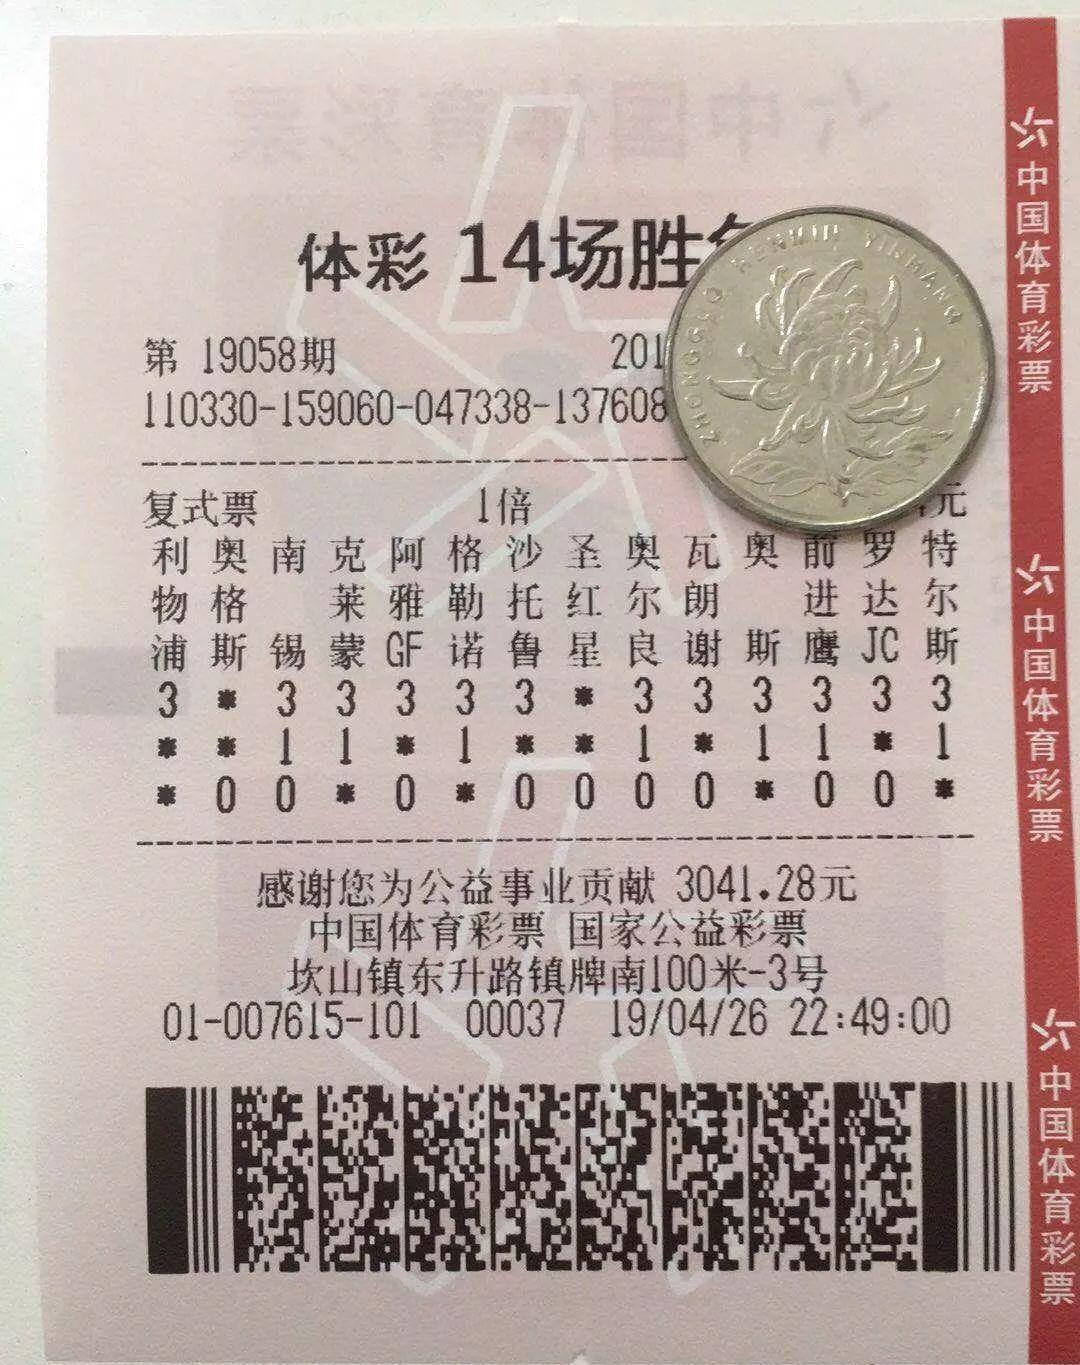 体彩 14场胜
第 19058期 201
110330-159060-047338-137608
复式票 1倍 元
利 奥 南 克 阿 格 沙 圣 奥 瓦 奥 前 罗 特
物 格 莱 雅 勒 托 红 尔 朗 进 达 尔
浦 斯 锡 蒙 GF 诺 鲁 星 良 谢 斯 鹰 JC 斯
3 * 3 3 3 3 3 * 3 3 3 3 3 3
* * 1 1 * 1 * * 1 * 1 1 * 1
* 0 0 * 0 * 0 0 0 0 * 0 0 *
感谢您为公益事业贡献 3041.28元
中国体育彩票 国家公益彩票
坎山镇东升路镇牌南100米-3号
01-007615-101 00037 19/04/26 22:49:00
ZHONGGUO RENMIN YINHANG
中国体育彩票
中国体育彩票
中国体育彩票